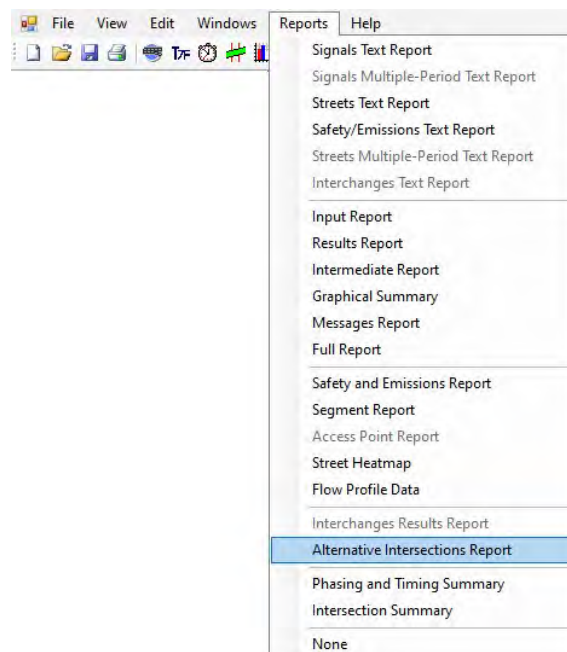 File View Edit Windows Reports Help
T7F
Signals Text Report
Signals Multiple-Period Text Report
Streets Text Report
Safety/Emissions Text Report
Streets Multiple-Period Text Report
Interchanges Text Report
Input Report
Results Report
Intermediate Report
Graphical Summary
Messages Report
Full Report
Safety and Emissions Report
Segment Report
Access Point Report
Street Heatmap
Flow Profile Data
Interchanges Results Report
Alternative Intersections Report
Phasing and Timing Summary
Intersection Summary
None